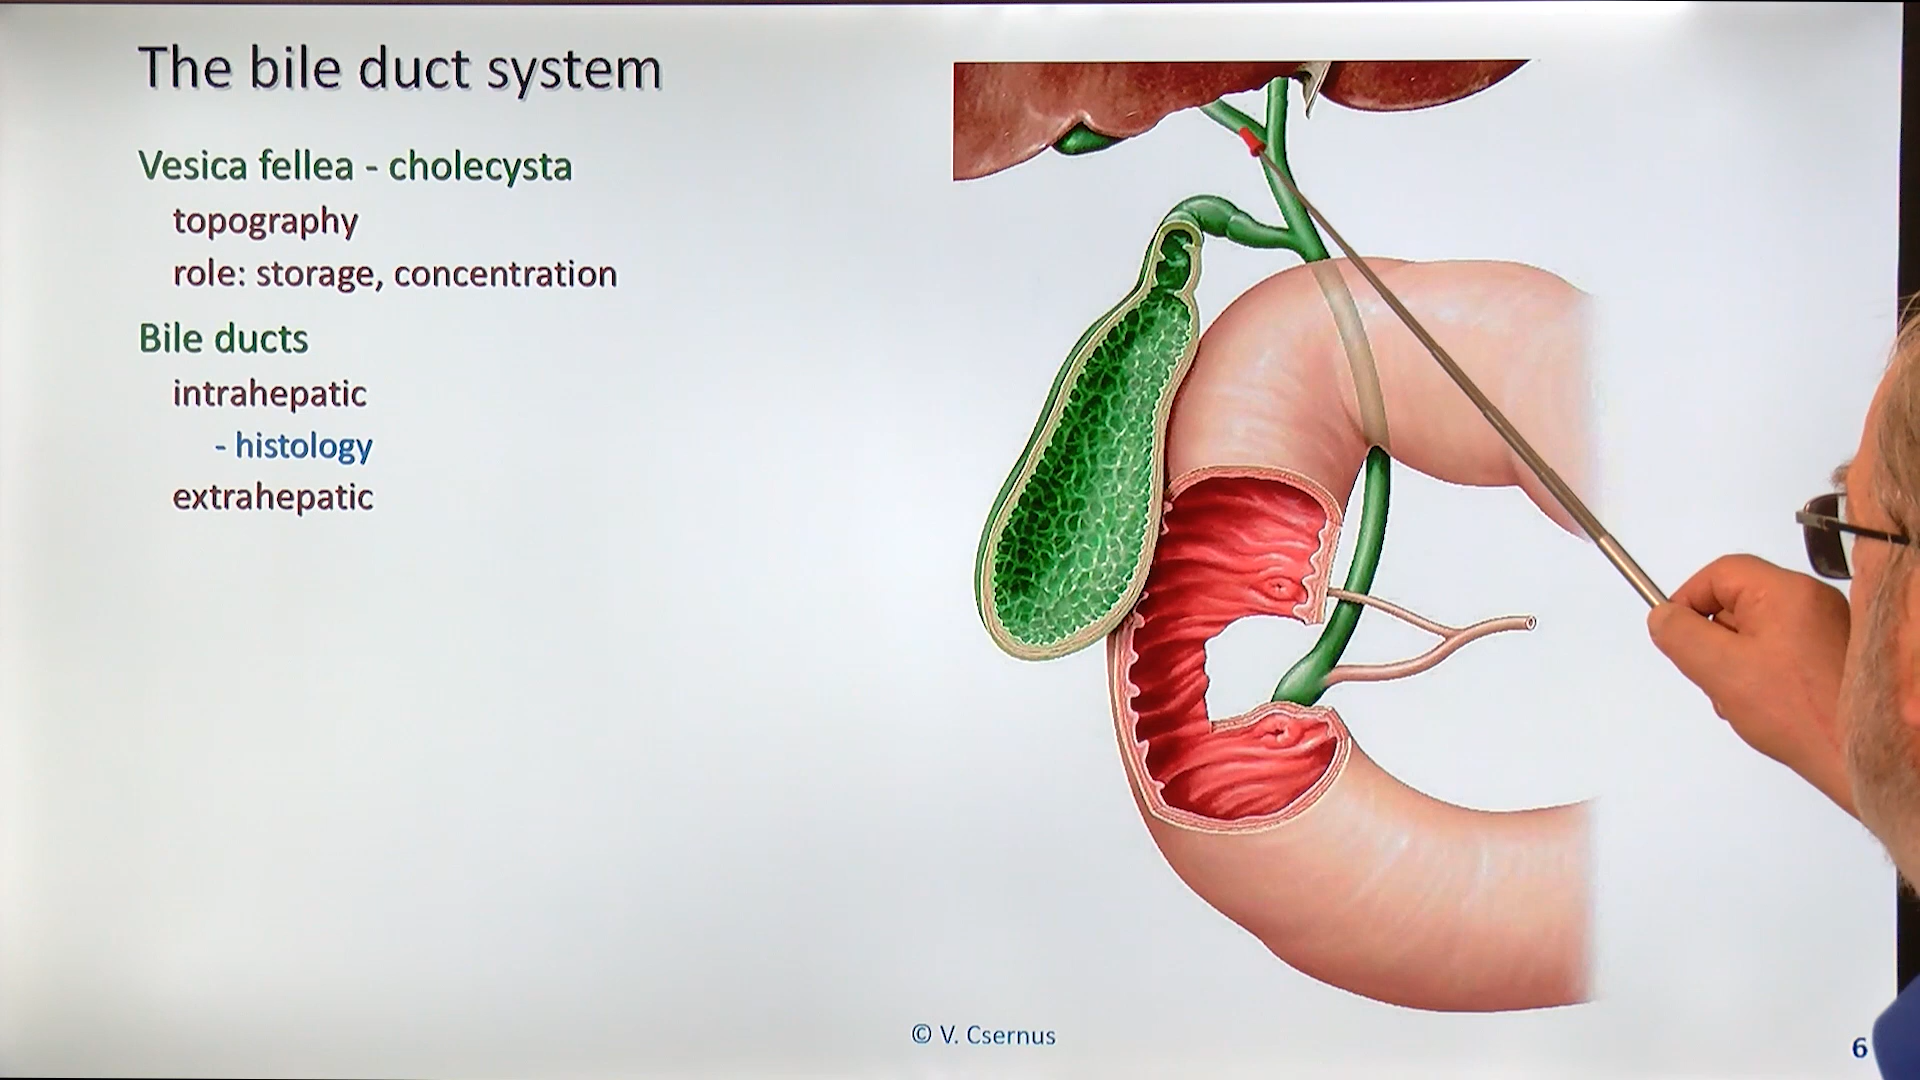 The bile duct system
Vesica fellea - cholecysta
topography
role: storage, concentration
Bile ducts
intrahepatic
- histology
extrahepatic
© V. Csernus
6